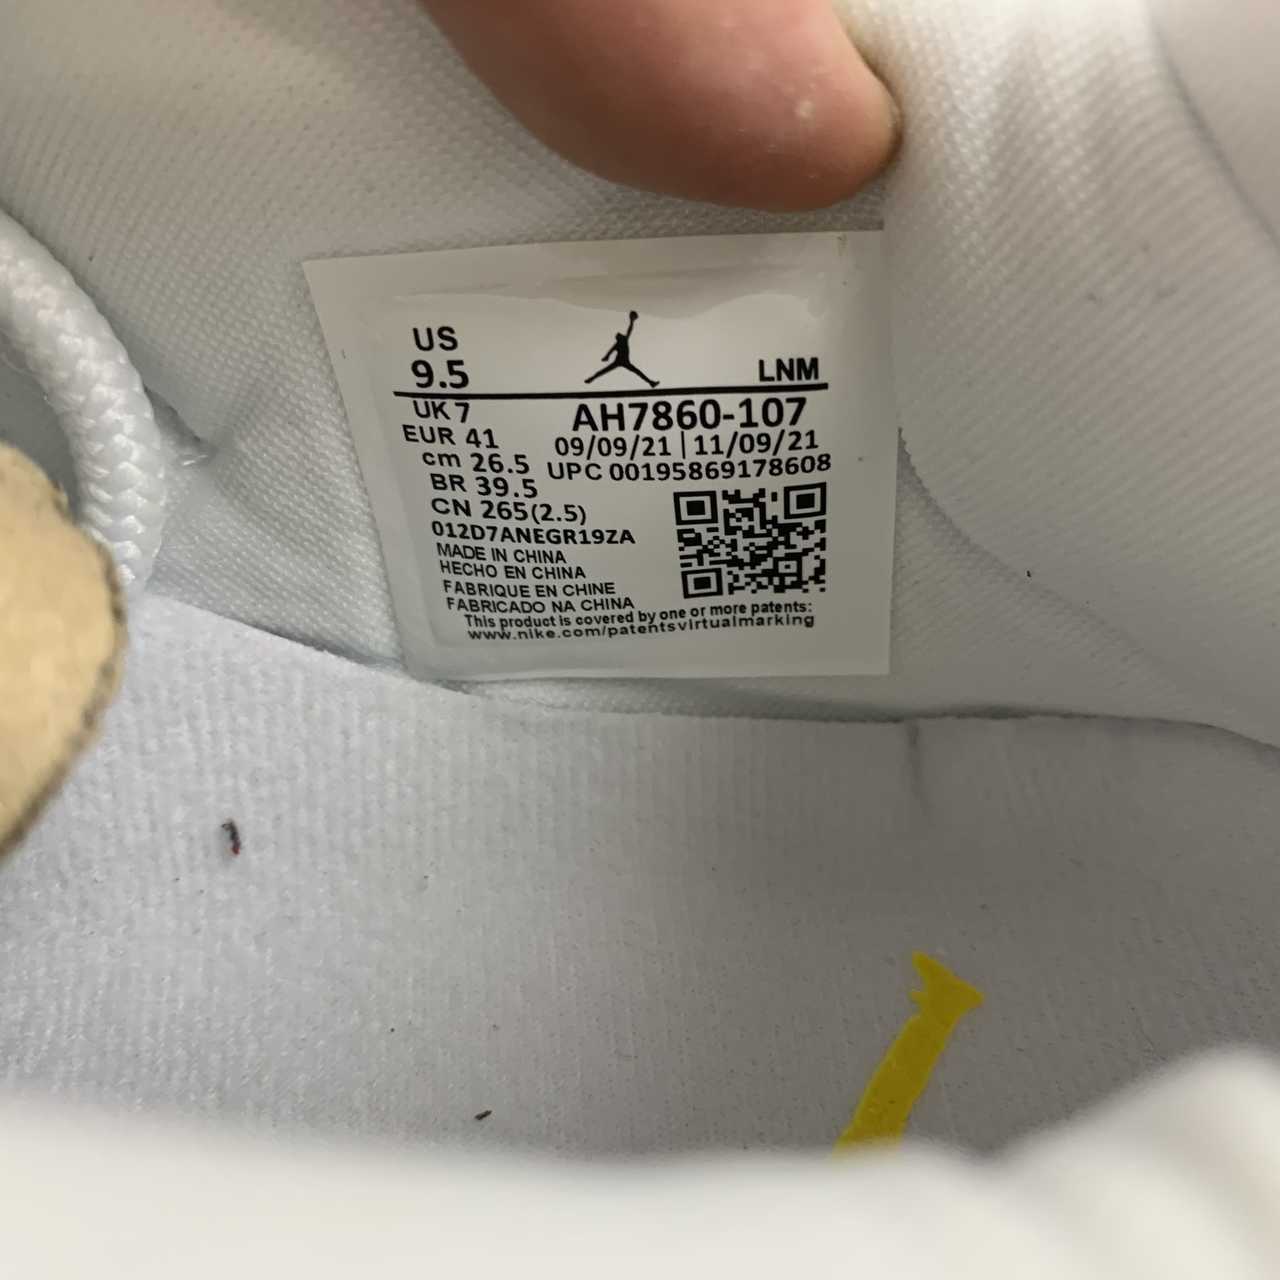 US
9.5
LNM
UK 7
AH7860-107
EUR 41
09/09/21 | 11/09/21
cm 26.5
UPC 00195869178608
BR 39.5
CN 265(2.5)
012D7ANEGR19ZA
MADE IN CHINA
HECHO EN CHINA
FABRIQUE EN CHINE
FABRICADO NA CHINA
This product is covered by one or more patents:
www.nike.com/patentsvirtualmarking